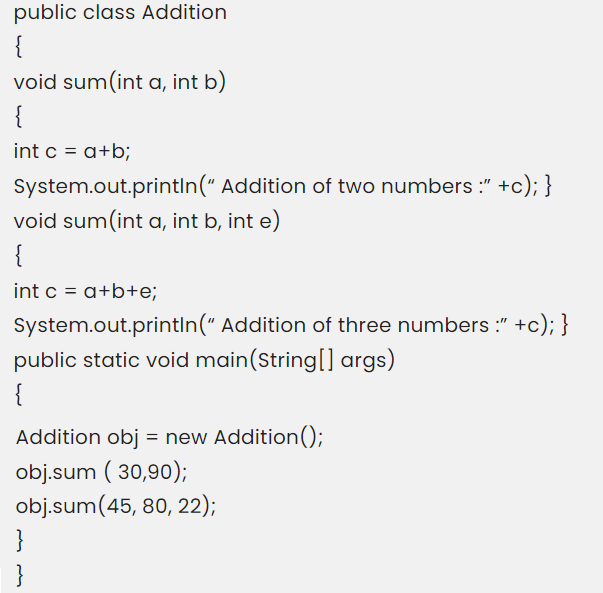 public class Addition
{
void sum(int a, int b)
{
int c = a+b;
System.out.println(“ Addition of two numbers :” +c); }
void sum(int a, int b, int e)
{
int c = a+b+e;
System.out.println(“ Addition of three numbers :” +c); }
public static void main(String[] args)
{
Addition obj = new Addition();
obj.sum ( 30,90);
obj.sum(45, 80, 22);
}
}